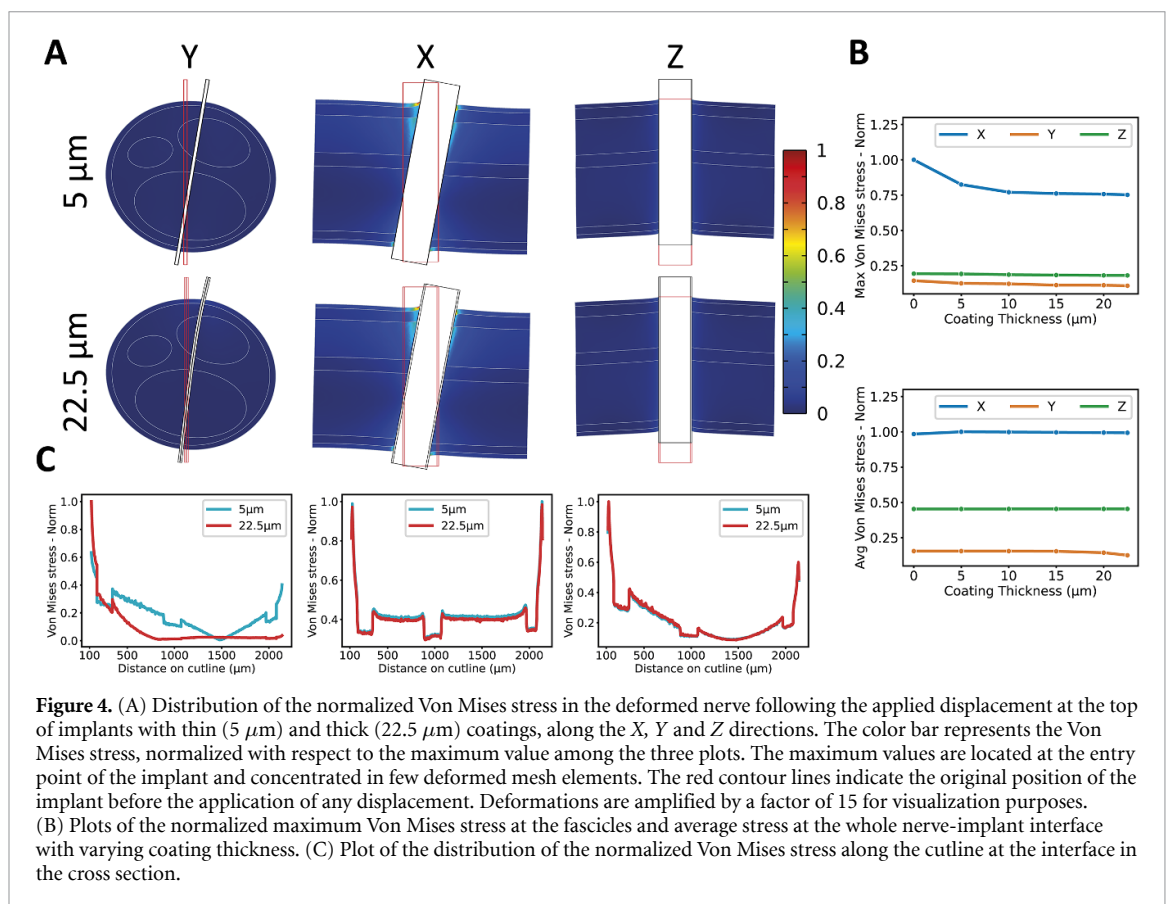 A
Y
X
Z
B
5 µm
22.5 µm
1
0.8
0.6
0.4
0.2
0
X
Y
Z
1.25
1.00
0.75
0.50
0.25
Max Von Mises stress - Norm
0
5
10
15
20
Coating Thickness (µm)
X
Y
Z
1.25
1.00
0.75
0.50
0.25
Avg Von Mises stress - Norm
0
5
10
15
20
Coating Thickness (µm)
C
5µm
22.5µm
1.0
0.8
0.6
0.4
0.2
0.0
Von Mises stress - Norm
100
500
1000
1500
2000
Distance on cutline (µm)
5µm
22.5µm
1.0
0.8
0.6
0.4
Von Mises stress - Norm
100
500
1000
1500
2000
Distance on cutline (µm)
5µm
22.5µm
1.0
0.8
0.6
0.4
0.2
Von Mises stress - Norm
100
500
1000
1500
2000
Distance on cutline (µm)
Figure 4. (A) Distribution of the normalized Von Mises stress in the deformed nerve following the applied displacement at the top
of implants with thin (5 µm) and thick (22.5 µm) coatings, along the X, Y and Z directions. The color bar represents the Von
Mises stress, normalized with respect to the maximum value among the three plots. The maximum values are located at the entry
point of the implant and concentrated in few deformed mesh elements. The red contour lines indicate the original position of the
implant before the application of any displacement. Deformations are amplified by a factor of 15 for visualization purposes.
(B) Plots of the normalized maximum Von Mises stress at the fascicles and average stress at the whole nerve-implant interface
with varying coating thickness. (C) Plot of the distribution of the normalized Von Mises stress along the cutline at the interface in
the cross section.